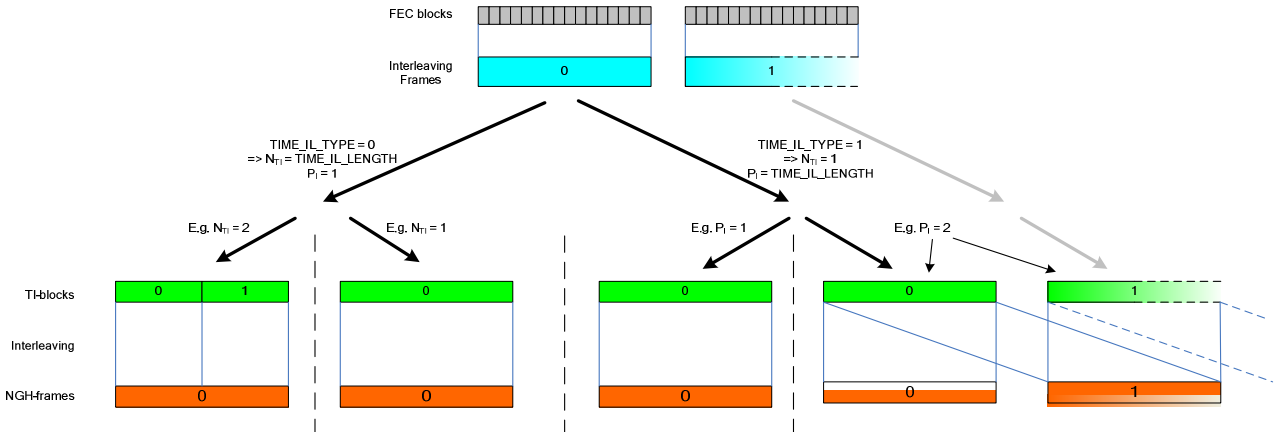 FEC blocks
Interleaving
Frames
0
1
TIME_IL_TYPE = 0
=> NTI = TIME_IL_LENGTH
PI = 1
TIME_IL_TYPE = 1
=> NTI = 1
PI = TIME_IL_LENGTH
E.g. NTI = 2
E.g. NTI = 1
E.g. PI = 1
E.g. PI = 2
TI-blocks
0
1
0
0
0
1
Interleaving
NGH-frames
0
0
0
0
1